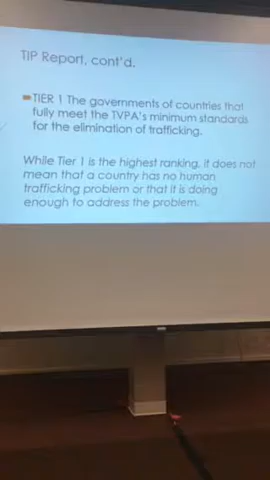 TIP Report, cont'd.
TIER 1 The governments of countries that
fully meet the TVPA's minimum standards
for the elimination of trafficking.
While Tier 1 is the highest ranking, it does not
mean that a country has no human
trafficking problem or that it is doing
enough to address the problem.